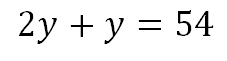 2y + y = 54